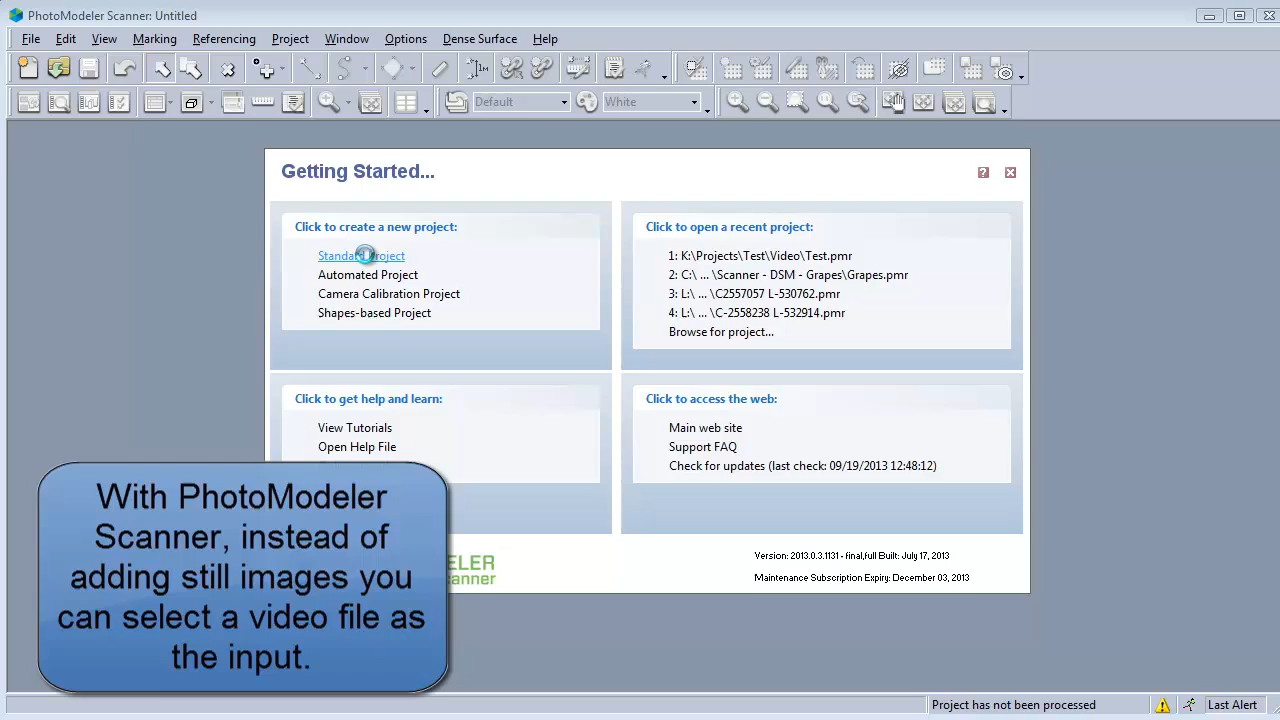 PhotoModeler Scanner: Untitled
File Edit View Marking Referencing Project Window Options Dense Surface Help
Default White
Getting Started...
Click to create a new project:
Standard Project
Automated Project
Camera Calibration Project
Shapes-based Project
Click to open a recent project:
1: K:\Projects\Test\Video\Test.pmr
2: C:\ ... \Scanner - DSM - Grapes\Grapes.pmr
3: L:\ ... \C2557057 L-530762.pmr
4: L:\ ... \C-2558238 L-532914.pmr
Browse for project...
Click to get help and learn:
View Tutorials
Open Help File
Click to access the web:
Main web site
Support FAQ
Check for updates (last check: 09/19/2013 12:48:12)
With PhotoModeler
Scanner, instead of
adding still images you
can select a video file as
the input.
ELER
canner
Version: 2013.0.3.1131 - final,full Built: July 17, 2013
Maintenance Subscription Expiry: December 03, 2013
Project has not been processed
Last Alert